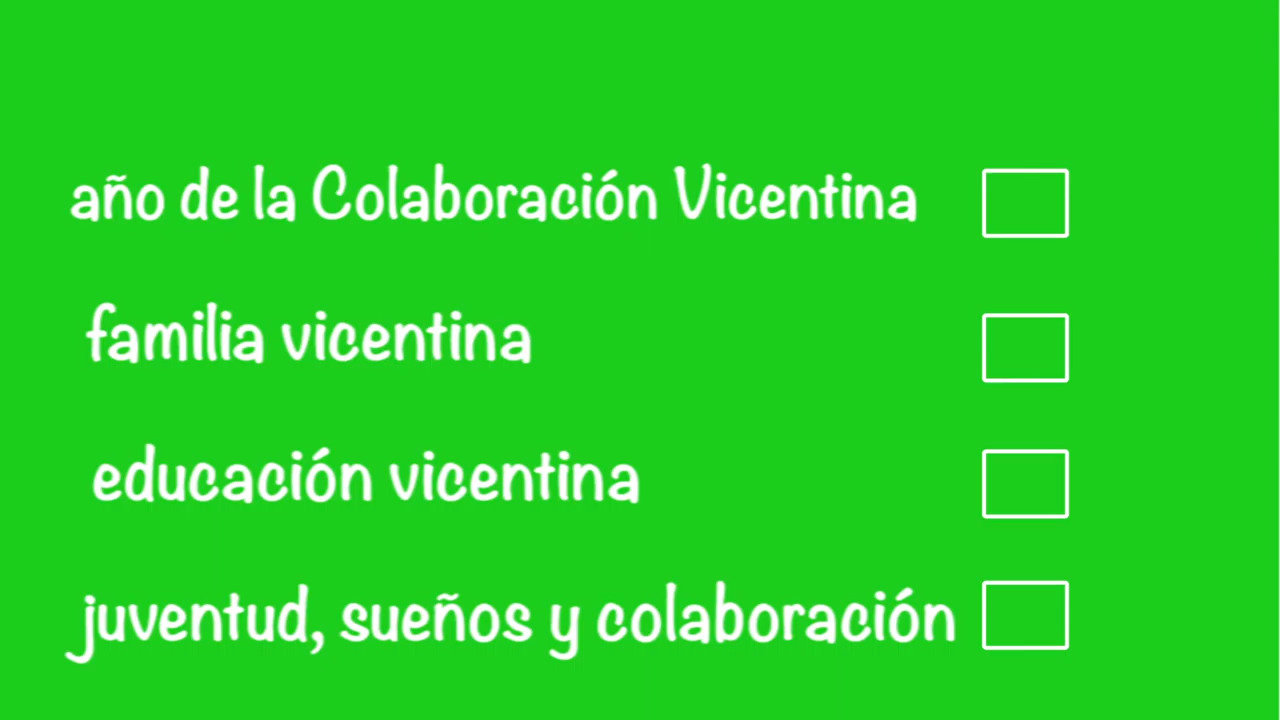 año de la Colaboración Vicentina
familia vicentina
educación vicentina
juventud, sueños y colaboración